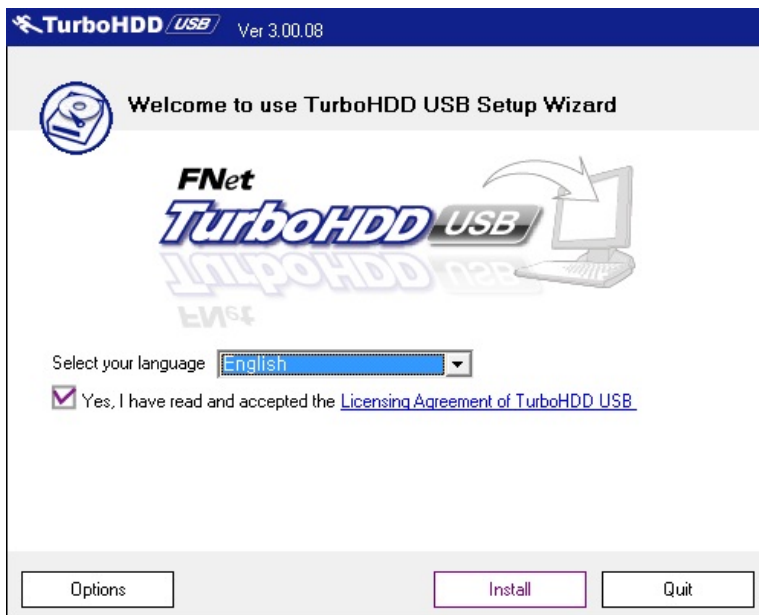 TurboHDD USB Ver 3.00.08
Welcome to use TurboHDD USB Setup Wizard
FNet
TurboHDD USB
Select your language English
Yes, I have read and accepted the Licensing Agreement of TurboHDD USB
Options Install Quit